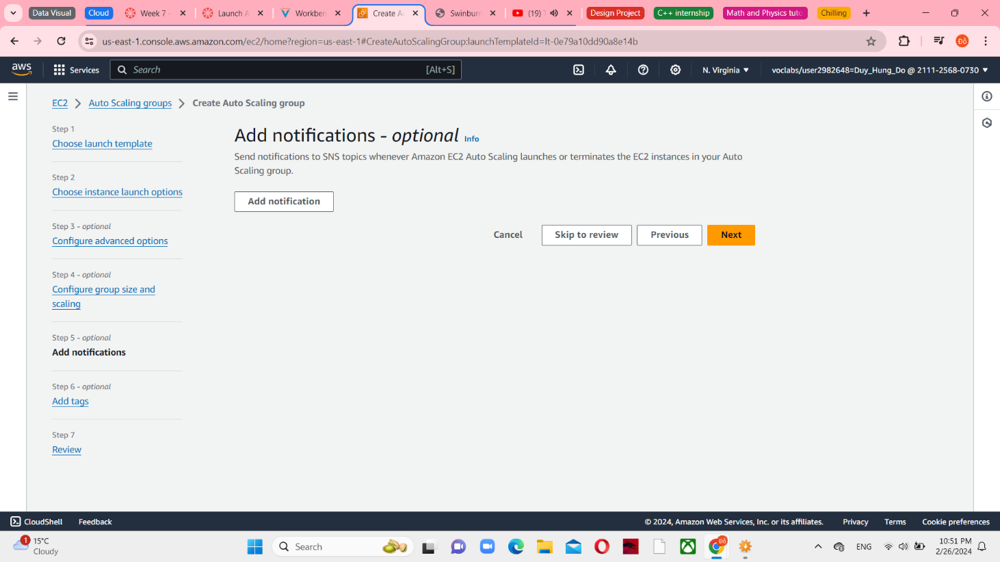 Data Visual
Cloud
Week 7 -
Launch A
Workben
Create Au
Swinburn
(19) T
Design Project
C++ internship
Math and Physics tuto
Chilling
us-east-1.console.aws.amazon.com/ec2/home?region=us-east-1#CreateAutoScalingGroup:launchTemplateId=lt-0e79a10dd90a8e14b
Đỗ
aws
Services
Search
[Alt+S]
N. Virginia
voclabs/user2982648=Duy_Hung_Do @ 2111-2568-0730
EC2
Auto Scaling groups
Create Auto Scaling group
Step 1
Choose launch template
Step 2
Choose instance launch options
Step 3 - optional
Configure advanced options
Step 4 - optional
Configure group size and
scaling
Step 5 - optional
Add notifications
Step 6 - optional
Add tags
Step 7
Review
Add notifications - optional Info
Send notifications to SNS topics whenever Amazon EC2 Auto Scaling launches or terminates the EC2 instances in your Auto
Scaling group.
Add notification
Cancel
Skip to review
Previous
Next
CloudShell
Feedback
© 2024, Amazon Web Services, Inc. or its affiliates.
Privacy
Terms
Cookie preferences
1
15°C
Cloudy
Search
Đỗ
ENG
10:51 PM
2/26/2024